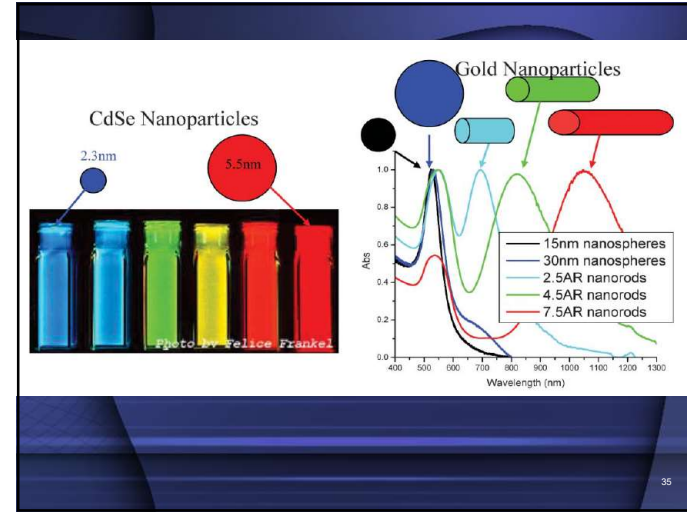 CdSe Nanoparticles
2.3nm
5.5nm
Photo by Felice Frankel
Gold Nanoparticles
1.0
0.8
0.6
0.4
0.2
0.0
Abs
400 500 600 700 800 900 1000 1100 1200 1300
Wavelength (nm)
15nm nanospheres
30nm nanospheres
2.5AR nanorods
4.5AR nanorods
7.5AR nanorods
35